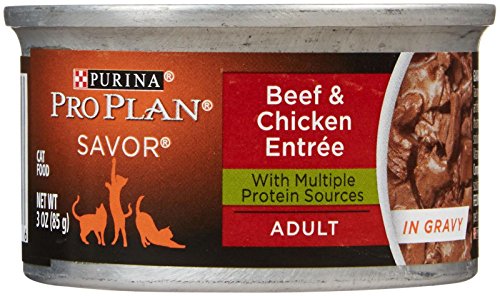 PURINA®
PRO PLAN®
SAVOR®
CAT
FOOD
NET WT
3 OZ (85 g)
Beef &
Chicken
Entrée
With Multiple
Protein Sources
ADULT
IN GRAVY